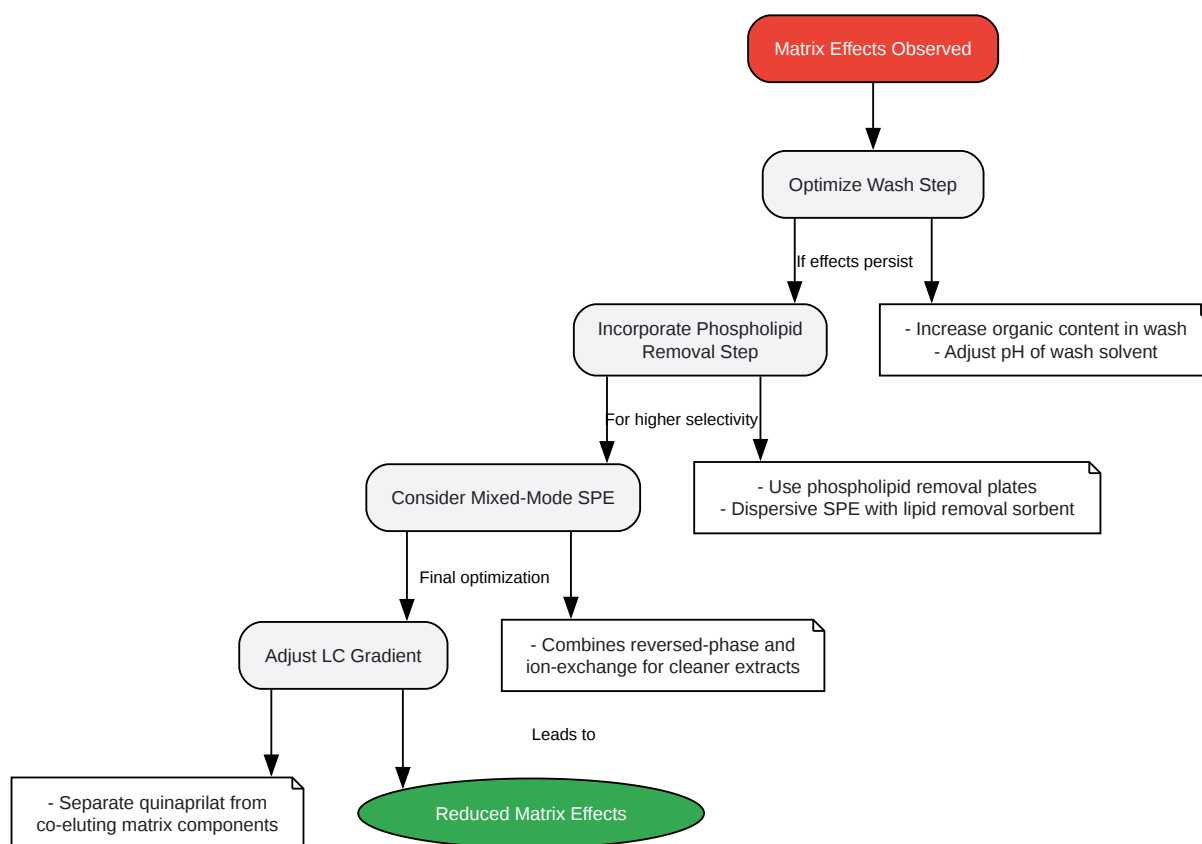 Matrix Effects Observed
Optimize Wash Step
If effects persist
Incorporate Phospholipid
Removal Step
- Increase organic content in wash
- Adjust pH of wash solvent
For higher selectivity
Consider Mixed-Mode SPE
- Use phospholipid removal plates
- Dispersive SPE with lipid removal sorbent
Final optimization
Adjust LC Gradient
- Combines reversed-phase and
ion-exchange for cleaner extracts
Leads to
- Separate quinaprilat from
co-eluting matrix components
Reduced Matrix Effects